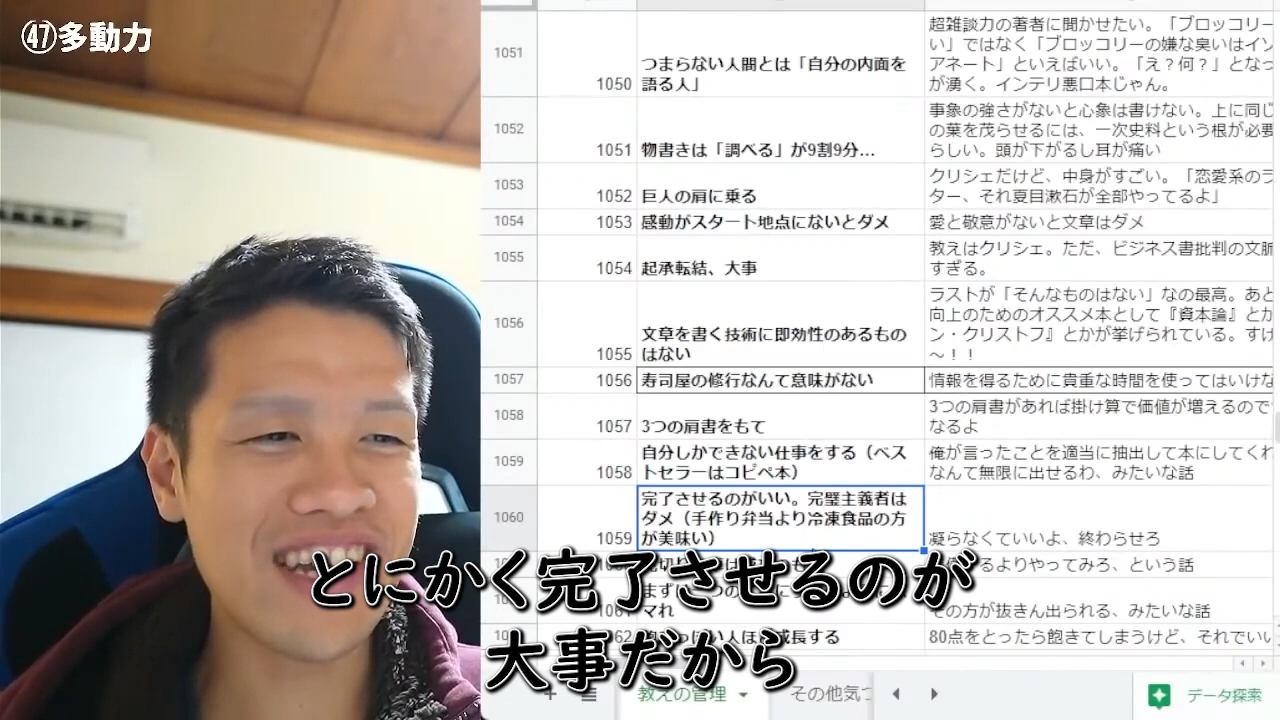 ㊼多動力
1051
1050
つまらない人間とは「自分の内面を
語る人」
超雑談力の著者に聞かせたい。「ブロッコリー
い」ではなく「ブロッコリーの嫌な臭いはイン
アネート」といえばいい。「え？何？」となっ
が湧く。インテリ悪口本じゃん。
1052
1051
物書きは「調べる」が9割9分…
事象の強さがないと心象は書けない。上に同じ
の葉を茂らせるには、一次史料という根が必要
らしい。頭が下がるし耳が痛い
1053
1052
巨人の肩に乗る
クリシェだけど、中身がすごい。「恋愛系のラ
ター、それ夏目漱石が全部やってるよ」
1054
1053
感動がスタート地点にないとダメ
愛と敬意がないと文章はダメ
1055
1054
起承転結、大事
教えはクリシェ。ただ、ビジネス書批判の文脈
すぎる。
1056
1055
文章を書く技術に即効性のあるもの
はない
ラストが「そんなものはない」なの最高。あと
向上のためのオススメ本として『資本論』とか
ン・クリストフ』とかが挙げられている。すげ
～！！
1057
1056
寿司屋の修行なんて意味がない
情報を得るために貴重な時間を使ってはいけな
1058
1057
3つの肩書をもて
3つの肩書があれば掛け算で価値が増えるので
なるよ
1059
1058
自分しかできない仕事をする（ベス
トセラーはコピペ本）
俺が言ったことを適当に抽出して本にしてくれ
なんて無限に出せるわ、みたいな話
1060
1059
完了させるのがいい。完璧主義者は
ダメ（手作り弁当より冷凍食品の方
が美味い）
凝らなくていいよ、終わらせろ
るよりやってみろ、という話
マれ
その方が抜きん出られる、みたいな話
人ほ
成長する
80点をとったら飽きてしまうけど、それでいい
とにかく完了させるのが
大事だから
教えの管理
その他気づ
データ探索